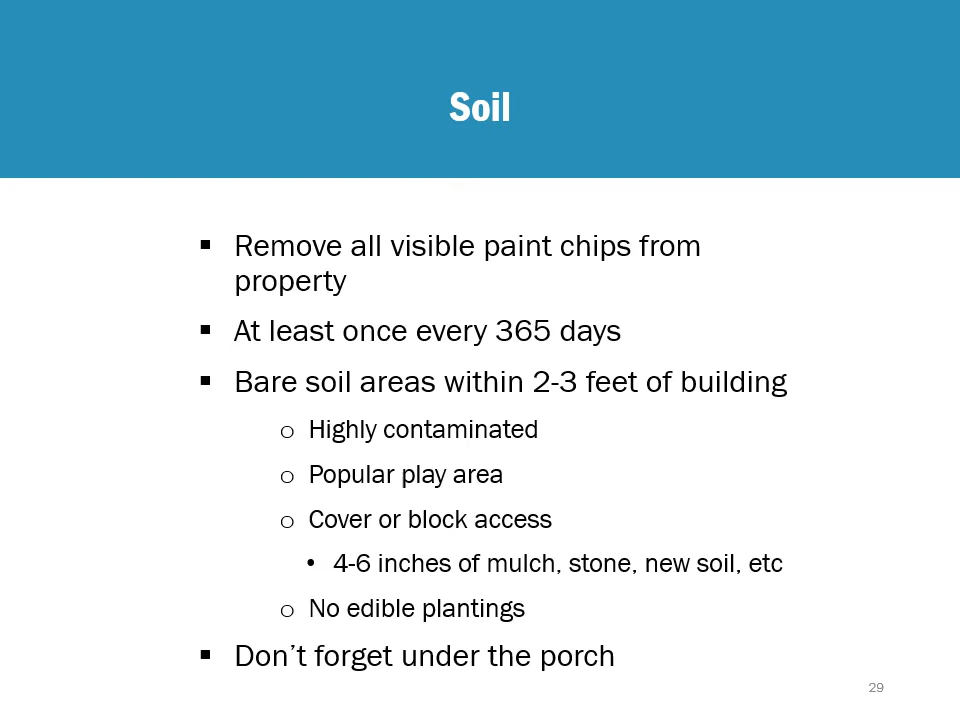 Soil
▪ Remove all visible paint chips from
property
▪ At least once every 365 days
▪ Bare soil areas within 2-3 feet of building
o Highly contaminated
o Popular play area
o Cover or block access
• 4-6 inches of mulch, stone, new soil, etc
o No edible plantings
▪ Don’t forget under the porch
29